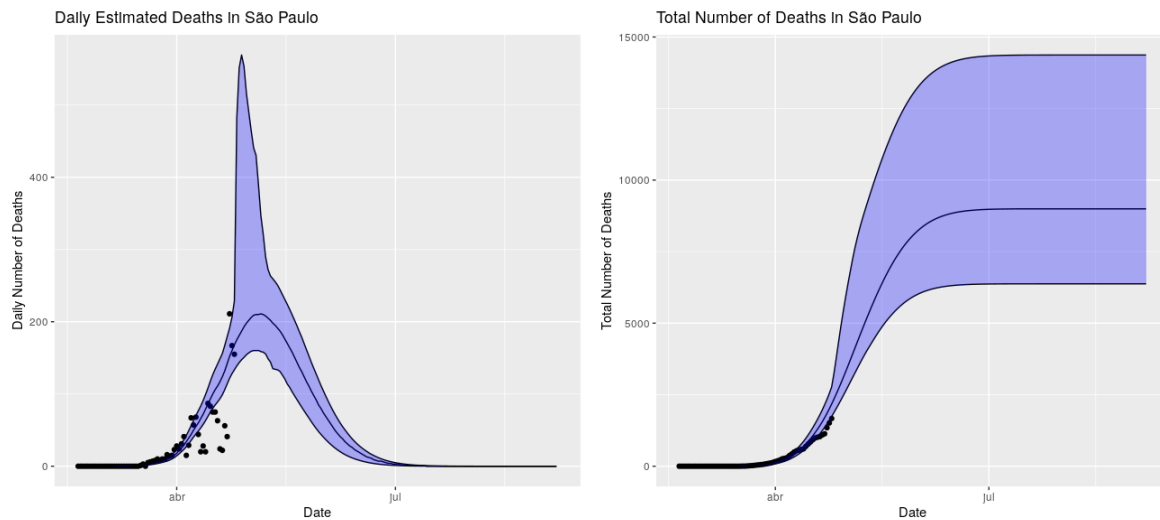 Daily Estimated Deaths in São Paulo
400
200
0
Daily Number of Deaths
abr
jul
Date
Total Number of Deaths in São Paulo
15000
10000
5000
0
Total Number of Deaths
abr
jul
Date